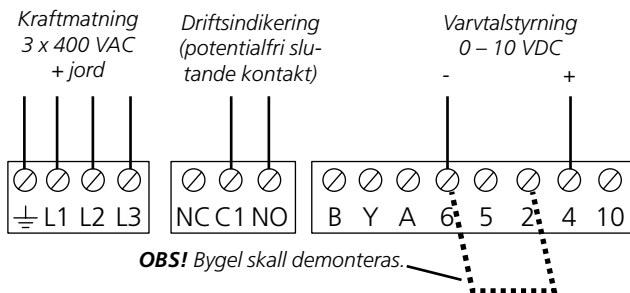 Kraftmatning
3 x 400 VAC
+ jord
Driftsindikering
(potentialfri slu-
tande kontakt)
Varvtalstyrning
0 – 10 VDC
- +
L1 L2 L3
NC C1 NO
B Y A 6 5 2 4 10
OBS! Bygel skall demonteras.